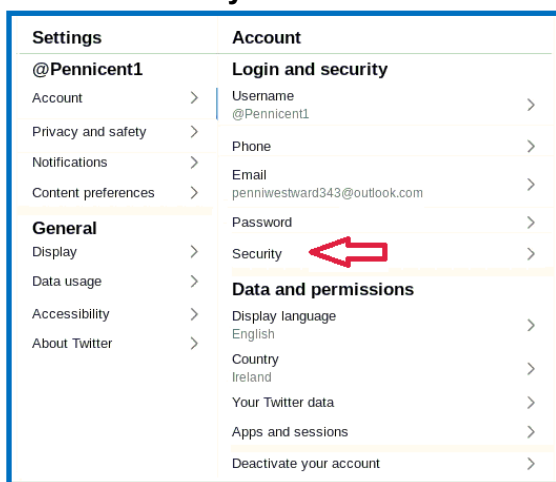 Settings
@Pennicent1
Account
Privacy and safety
Notifications
Content preferences
General
Display
Data usage
Accessibility
About Twitter
Account
Login and security
Username
@Pennicent1
Phone
Email
penniwestward343@outlook.com
Password
Security
Data and permissions
Display language
English
Country
Ireland
Your Twitter data
Apps and sessions
Deactivate your account